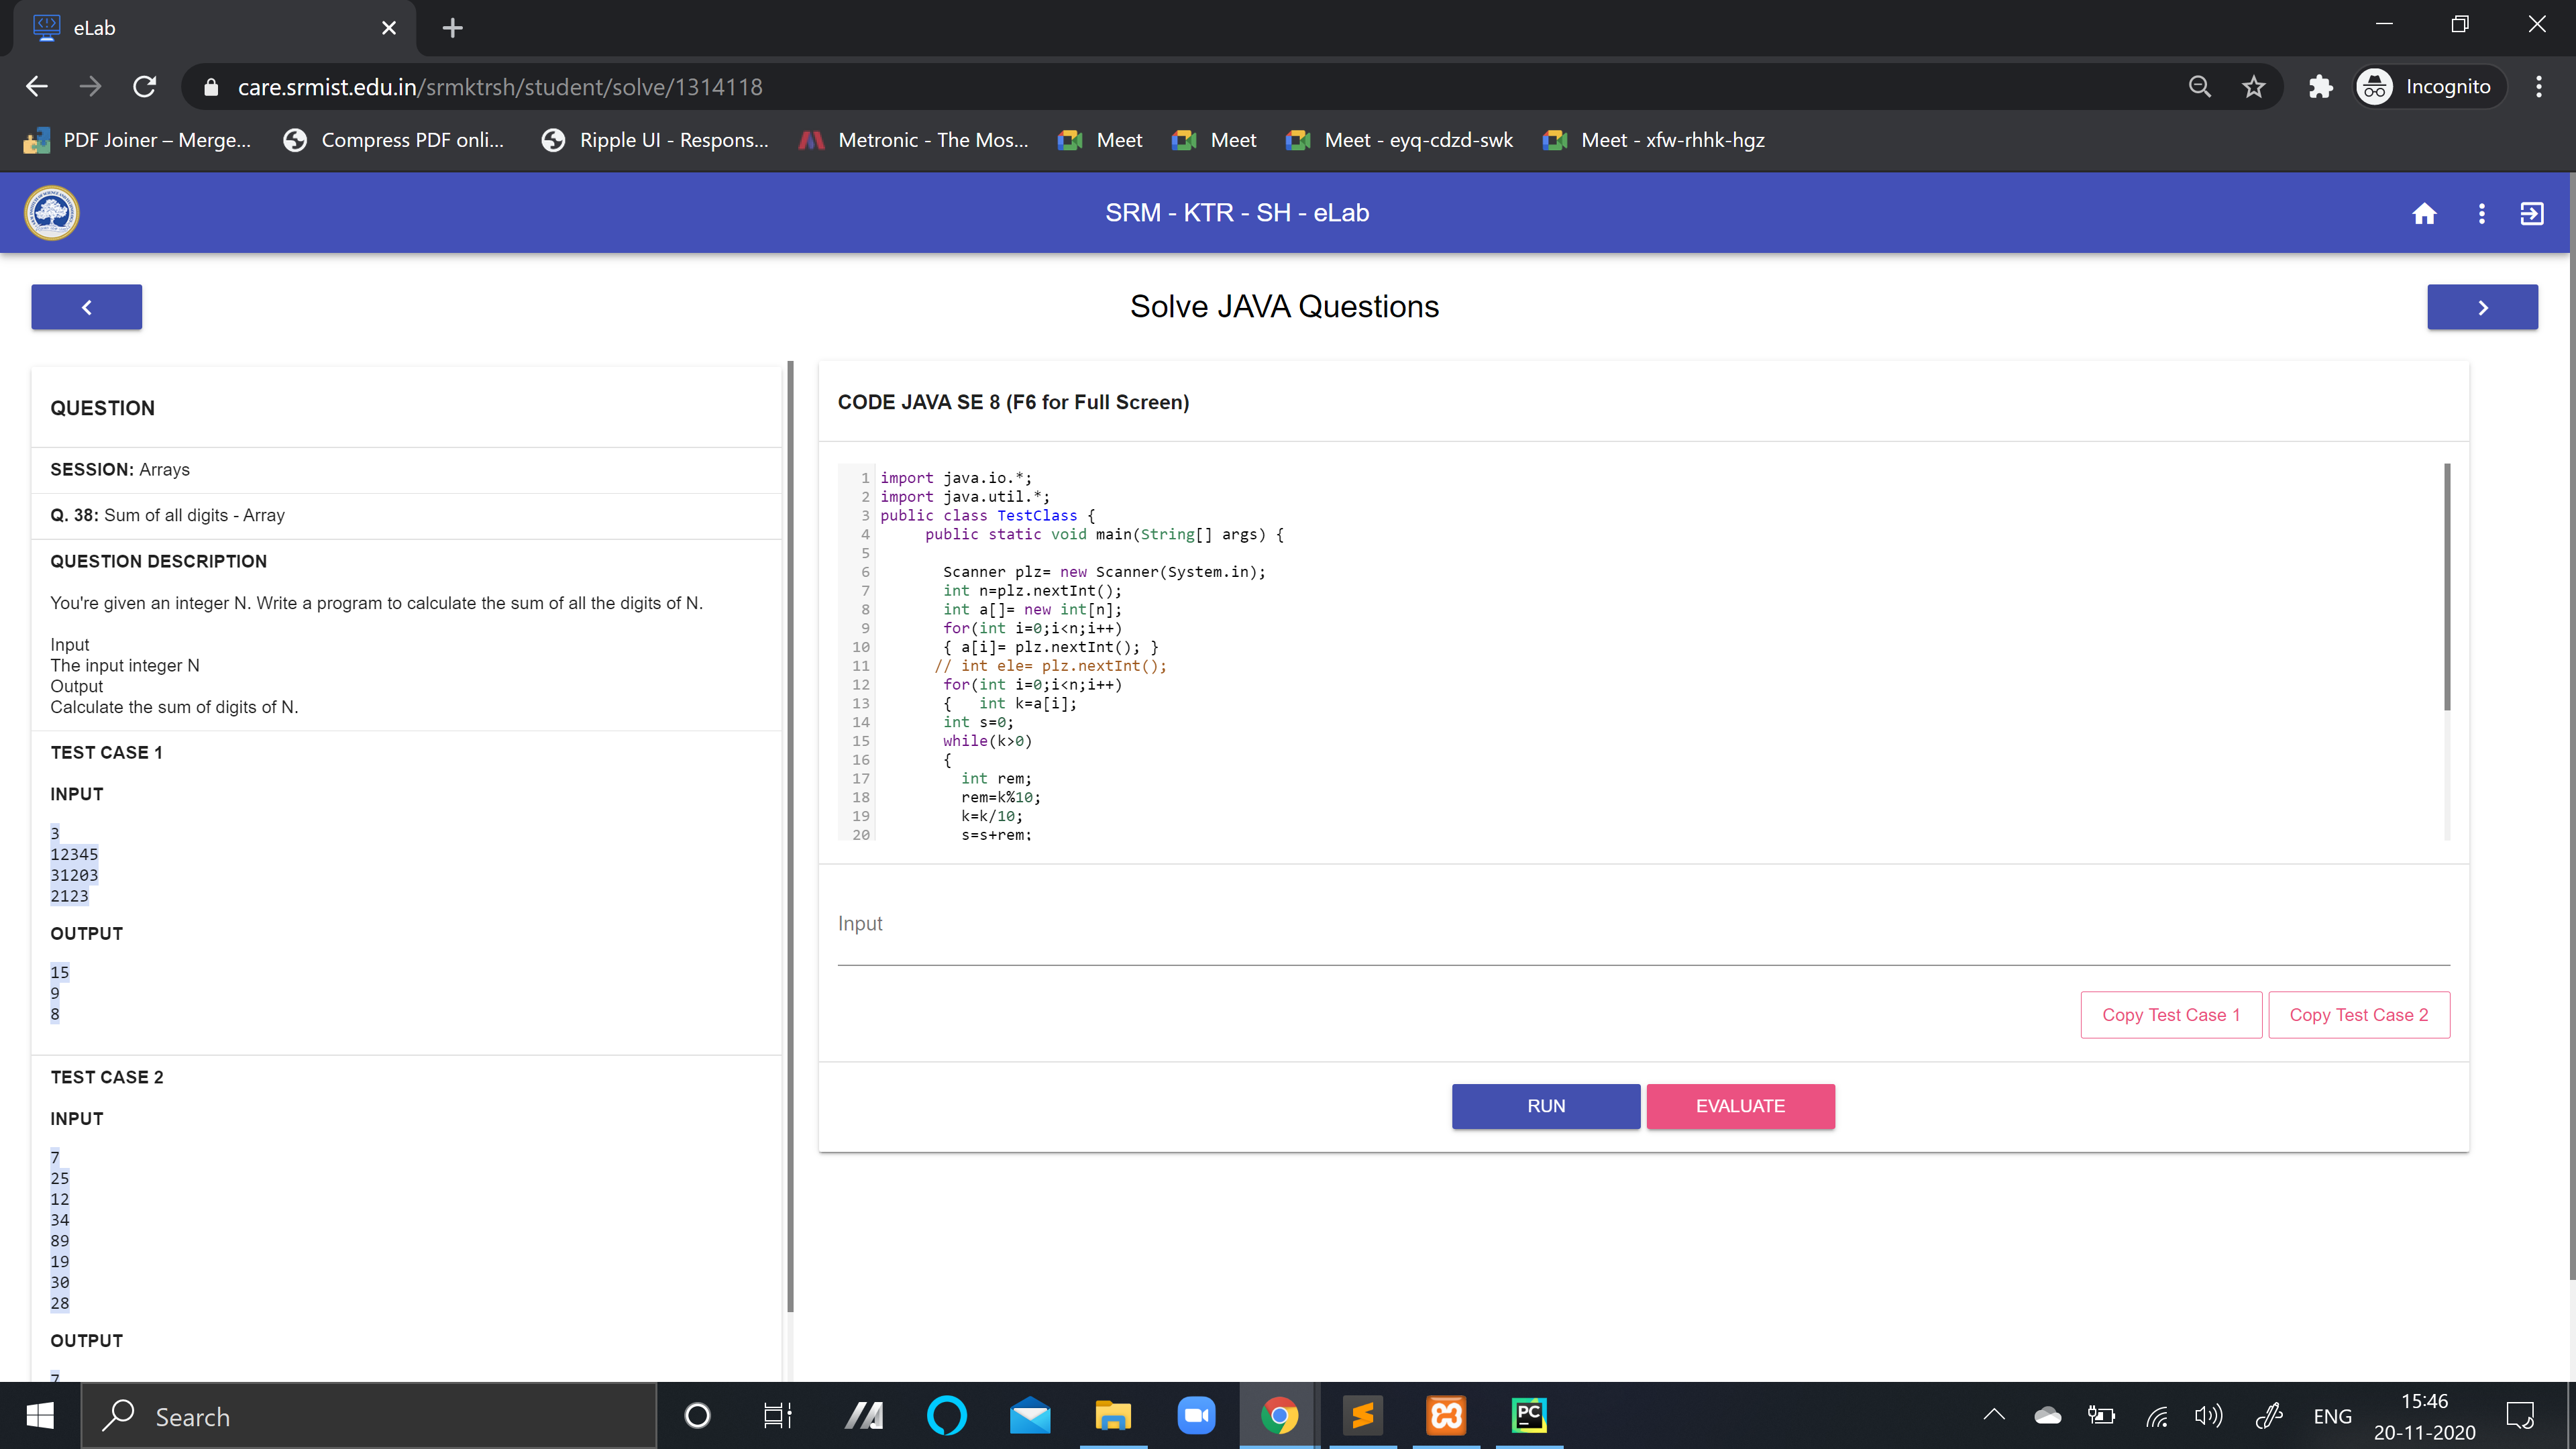 eLab
care.srmist.edu.in/srmktrsh/student/solve/1314118
Incognito
PDF Joiner – Merge...
Compress PDF onli...
Ripple UI - Respons...
Metronic - The Mos...
Meet
Meet
Meet - eyq-cdzd-swk
Meet - xfw-rhhk-hgz
SRM - KTR - SH - eLab
Solve JAVA Questions
QUESTION
SESSION: Arrays
Q. 38: Sum of all digits - Array
QUESTION DESCRIPTION
You're given an integer N. Write a program to calculate the sum of all the digits of N.
Input
The input integer N
Output
Calculate the sum of digits of N.
TEST CASE 1
INPUT
3
12345
31203
2123
OUTPUT
15
9
8
TEST CASE 2
INPUT
7
25
12
34
89
19
30
28
OUTPUT
7
CODE JAVA SE 8 (F6 for Full Screen)
1 import java.io.*;
2 import java.util.*;
3 public class TestClass {
4 public static void main(String[] args) {
5
6 Scanner plz= new Scanner(System.in);
7 int n=plz.nextInt();
8 int a[]= new int[n];
9 for(int i=0;i<n;i++)
10 { a[i]= plz.nextInt(); }
11 // int ele= plz.nextInt();
12 for(int i=0;i<n;i++)
13 { int k=a[i];
14 int s=0;
15 while(k>0)
16 {
17 int rem;
18 rem=k%10;
19 k=k/10;
20 s=s+rem;
Input
Copy Test Case 1
Copy Test Case 2
RUN
EVALUATE
Search
PC
ENG
15:46
20-11-2020